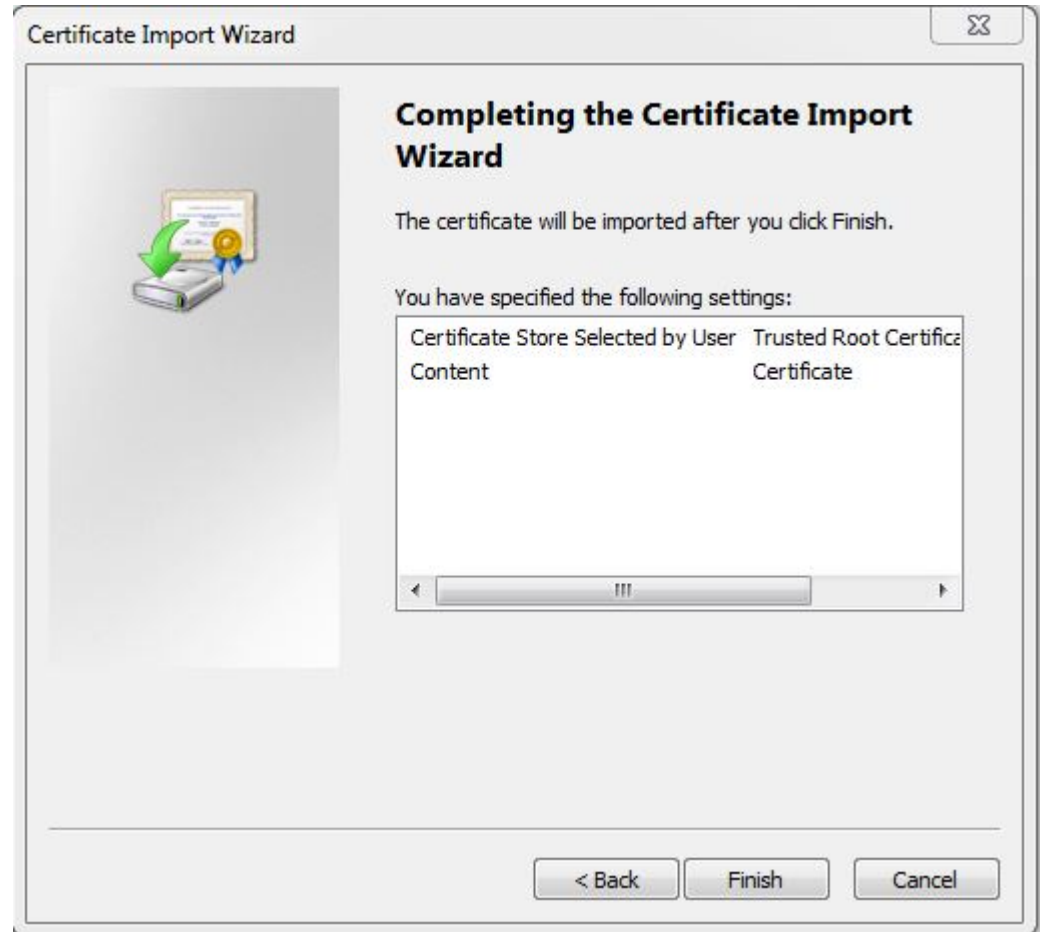 Certificate Import Wizard
Completing the Certificate Import
Wizard
The certificate will be imported after you click Finish.
You have specified the following settings:
Certificate Store Selected by User Trusted Root Certifica
Content Certificate
< Back Finish Cancel